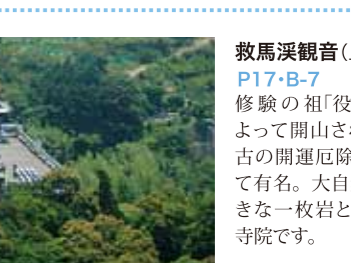 救馬渓観音(
P17・B-7
修験の祖「役
よって開山さ
古の開運厄除
て有名。大自
きな一枚岩と
寺院です。